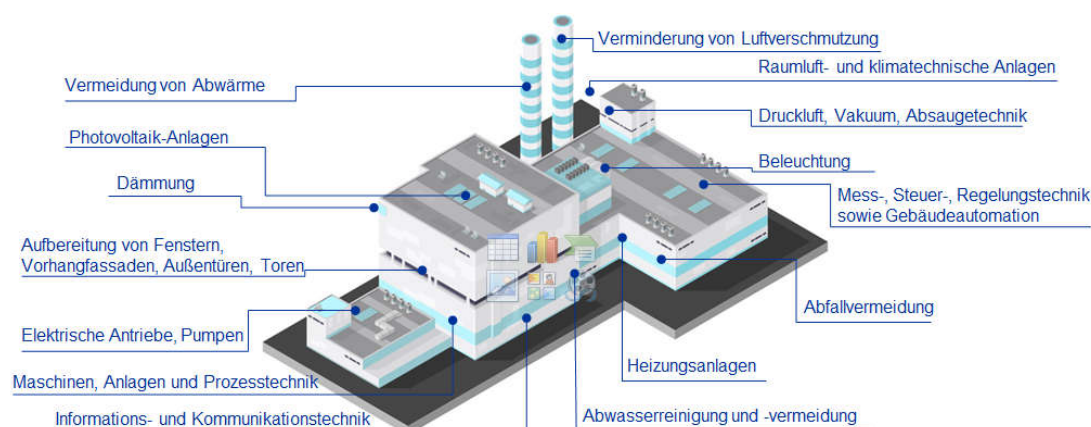 Verminderung von Luftverschmutzung
Raumluft- und klimatechnische Anlagen
Vermeidung von Abwärme
Druckluft, Vakuum, Absaugetechnik
Photovoltaik-Anlagen
Beleuchtung
Dämmung
Mess-, Steuer-, Regelungstechnik
sowie Gebäudeautomation
Aufbereitung von Fenstern,
Vorhangfassaden, Außentüren, Toren
Abfallvermeidung
Elektrische Antriebe, Pumpen
Heizungsanlagen
Maschinen, Anlagen und Prozesstechnik
Informations- und Kommunikationstechnik
Abwasserreinigung und -vermeidung